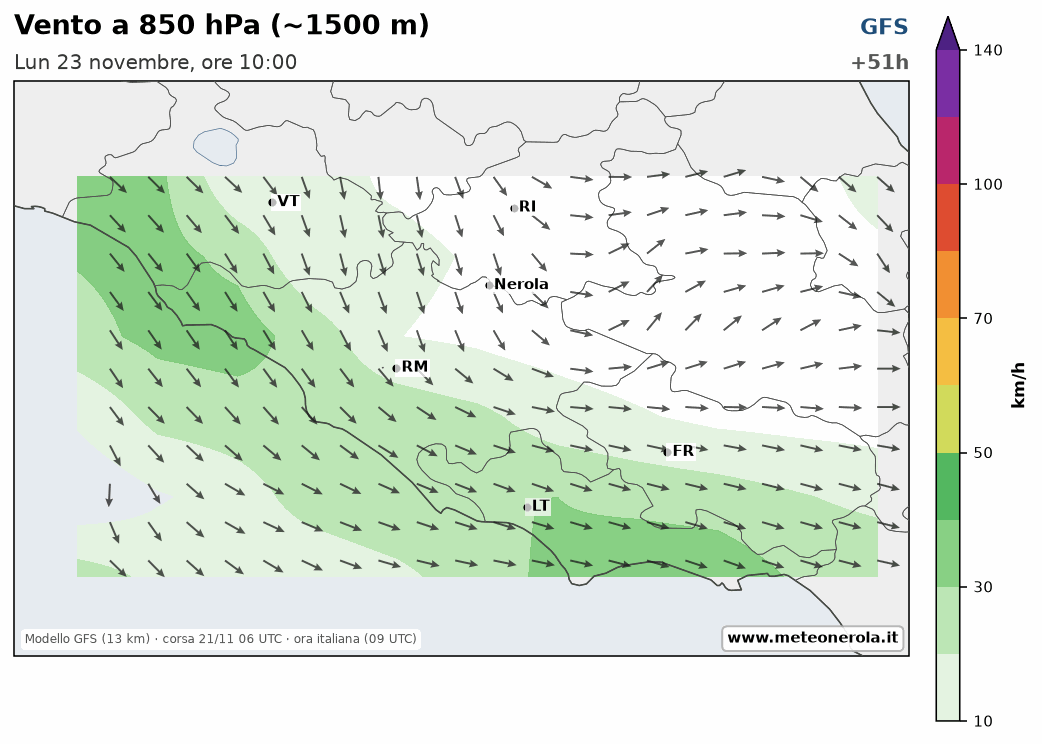 Vento a 850 hPa (~1500 m)
GFS
Lun 23 novembre, ore 10:00
+51h
VT
RI
Nerola
RM
FR
LT
140
100
70
50
30
10
km/h
Modello GFS (13 km) · corsa 21/11 06 UTC · ora italiana (09 UTC)
www.meteonerola.it